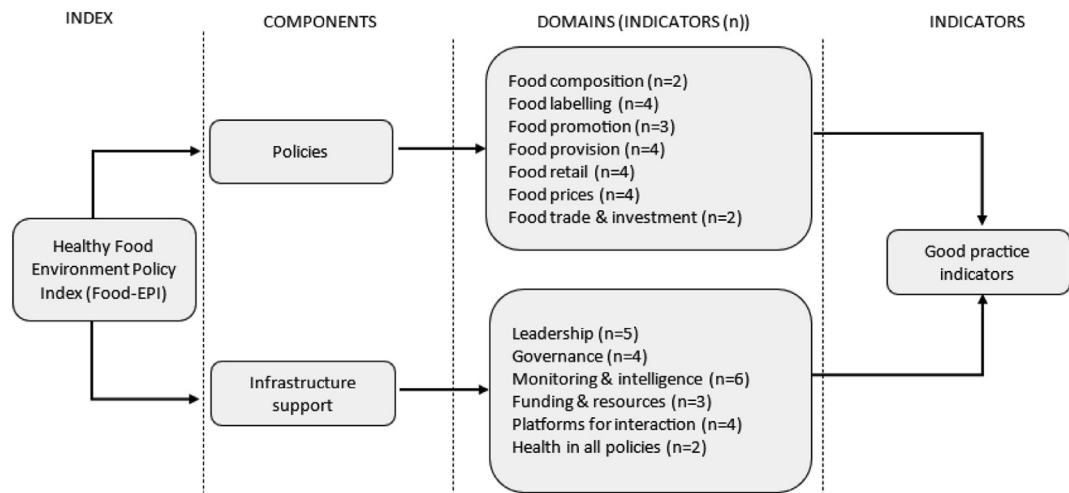 INDEX
COMPONENTS
DOMAINS (INDICATORS (n))
INDICATORS
Healthy Food
Environment Policy
Index (Food-EPI)
Policies
Infrastructure
support
Food composition (n=2)
Food labelling (n=4)
Food promotion (n=3)
Food provision (n=4)
Food retail (n=4)
Food prices (n=4)
Food trade & investment (n=2)
Leadership (n=5)
Governance (n=4)
Monitoring & intelligence (n=6)
Funding & resources (n=3)
Platforms for interaction (n=4)
Health in all policies (n=2)
Good practice
indicators